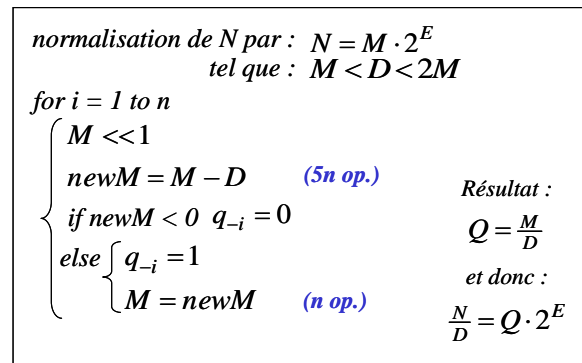 normalisation de N par : N = M · 2^E
tel que : M < D < 2M
for i = 1 to n
M <<1
newM = M − D (5n op.)
if newM < 0 q_{-i} = 0
else q_{-i} = 1
M = newM (n op.)
Résultat :
Q = M/D
et donc :
N/D = Q · 2^E